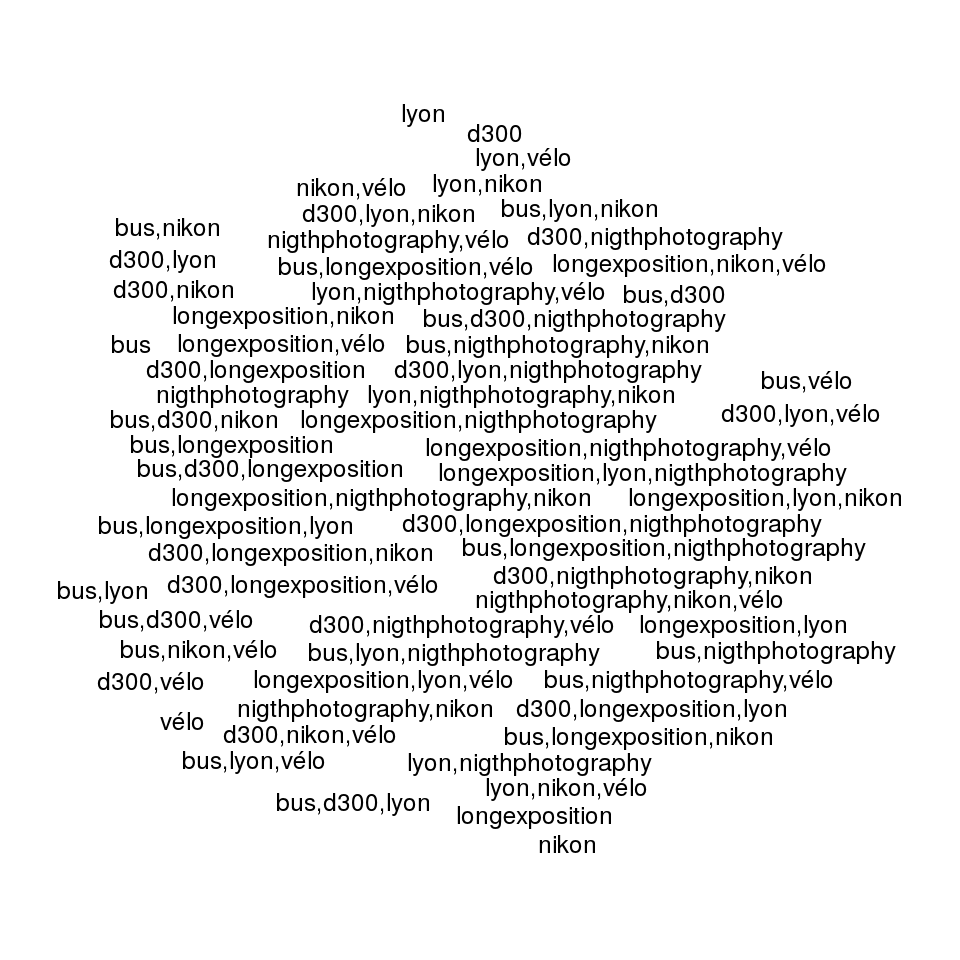 lyon
d300
lyon,vélo
nikon,vélo lyon,nikon
d300,lyon,nikon bus,lyon,nikon
bus,nikon nigthphotography,vélo d300,nigthphotography
d300,lyon bus,longexposition,vélo longexposition,nikon,vélo
d300,nikon lyon,nigthphotography,vélo bus,d300
longexposition,nikon bus,d300,nigthphotography
bus longexposition,vélo bus,nigthphotography,nikon
d300,longexposition d300,lyon,nigthphotography bus,vélo
nigthphotography lyon,nigthphotography,nikon
bus,d300,nikon longexposition,nigthphotography d300,lyon,vélo
bus,longexposition longexposition,nigthphotography,vélo
bus,d300,longexposition longexposition,lyon,nigthphotography
longexposition,nigthphotography,nikon longexposition,lyon,nikon
bus,longexposition,lyon d300,longexposition,nigthphotography
d300,longexposition,nikon bus,longexposition,nigthphotography
bus,lyon d300,longexposition,vélo d300,nigthphotography,nikon
nigthphotography,nikon,vélo
bus,d300,vélo d300,nigthphotography,vélo longexposition,lyon
bus,nikon,vélo bus,lyon,nigthphotography bus,nigthphotography
d300,vélo longexposition,lyon,vélo bus,nigthphotography,vélo
vélo nigthphotography,nikon d300,longexposition,lyon
d300,nikon,vélo bus,longexposition,nikon
bus,lyon,vélo lyon,nigthphotography
lyon,nikon,vélo
bus,d300,lyon longexposition
nikon